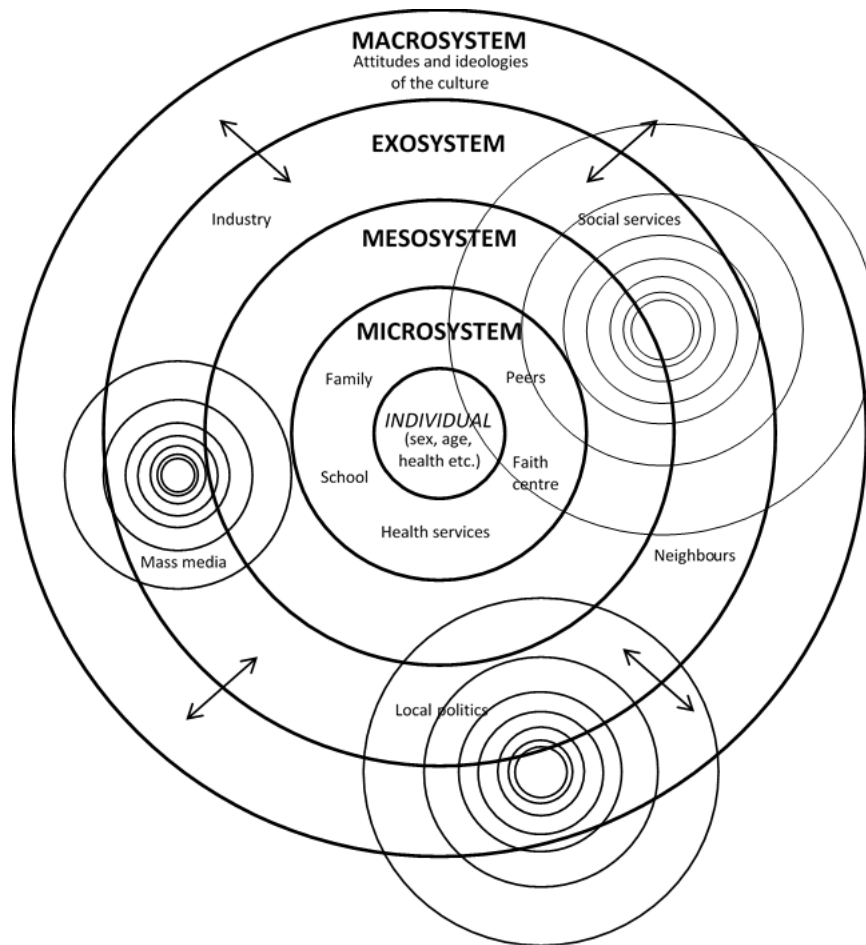 MACROSYSTEM
Attitudes and ideologies
of the culture
EXOSYSTEM
Industry
Social services
MESOSYSTEM
MICROSYSTEM
Family
Peers
INDIVIDUAL
(sex, age,
health etc.)
School
Faith
centre
Health services
Mass media
Neighbours
Local politics